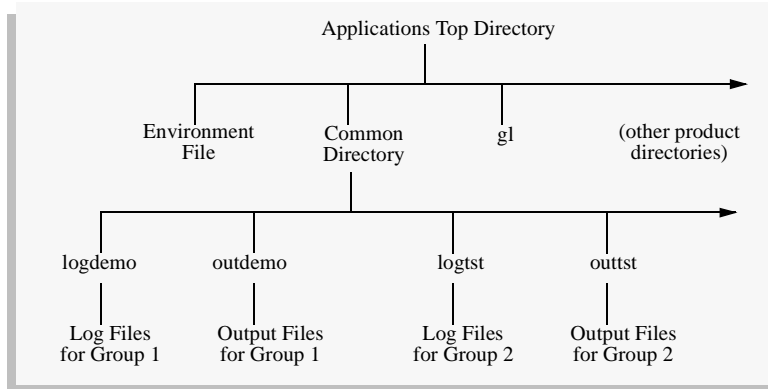 Applications Top Directory
Environment
File
Common
Directory
gl
(other product
directories)
logdemo
outdemo
logtst
outtst
Log Files
for Group 1
Output Files
for Group 1
Log Files
for Group 2
Output Files
for Group 2